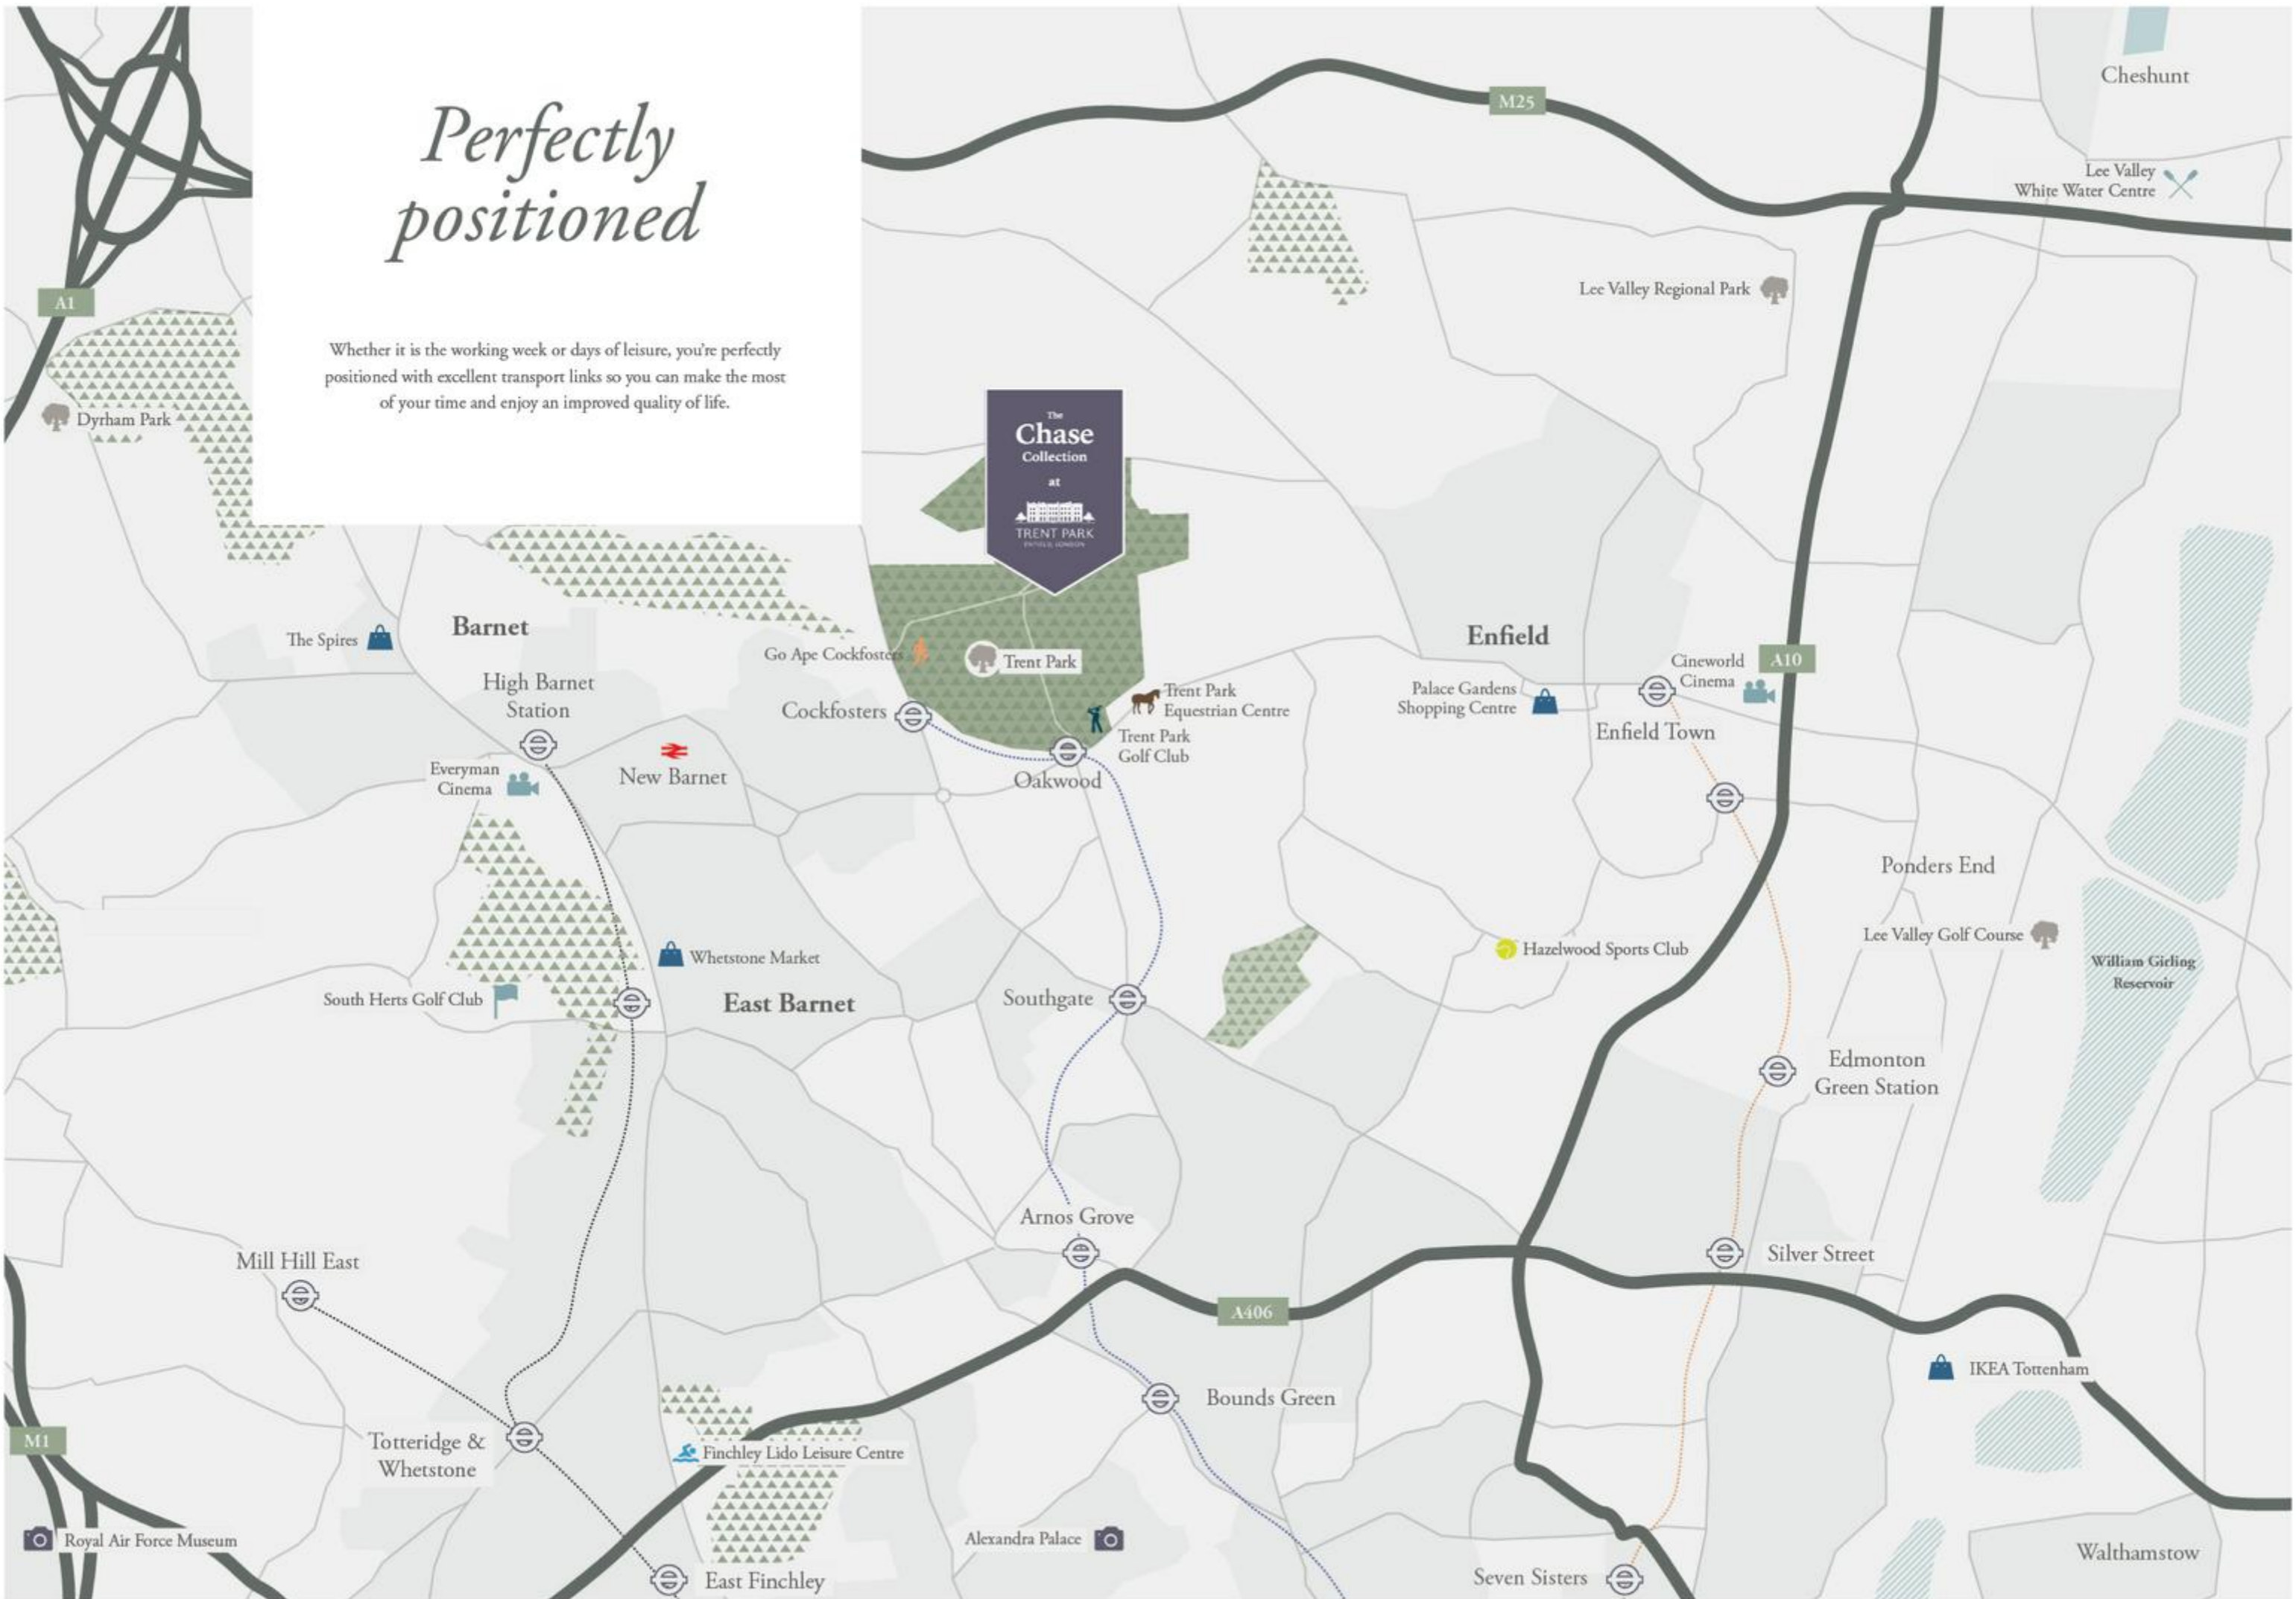 Perfectly
positioned
Whether it is the working week or days of leisure, you're perfectly
positioned with excellent transport links so you can make the most
of your time and enjoy an improved quality of life.
M25
Cheshunt
Lee Valley
White Water Centre
Lee Valley Regional Park
A1
Dyrham Park
The
Chase
Collection
at
TRENT PARK
ENFIELD, LONDON
Barnet
The Spires
High Barnet
Station
Go Ape Cockfosters
Trent Park
Cockfosters
Trent Park
Equestrian Centre
Trent Park
Golf Club
Oakwood
New Barnet
Everyman
Cinema
Enfield
Palace Gardens
Shopping Centre
Cineworld
Cinema
A10
Enfield Town
Ponders End
Lee Valley Golf Course
William Girling
Reservoir
Hazelwood Sports Club
Whetstone Market
South Herts Golf Club
East Barnet
Southgate
Edmonton
Green Station
Arnos Grove
Mill Hill East
Silver Street
A406
IKEA Tottenham
Bounds Green
M1
Totteridge &
Whetstone
Finchley Lido Leisure Centre
Royal Air Force Museum
Alexandra Palace
East Finchley
Seven Sisters
Walthamstow